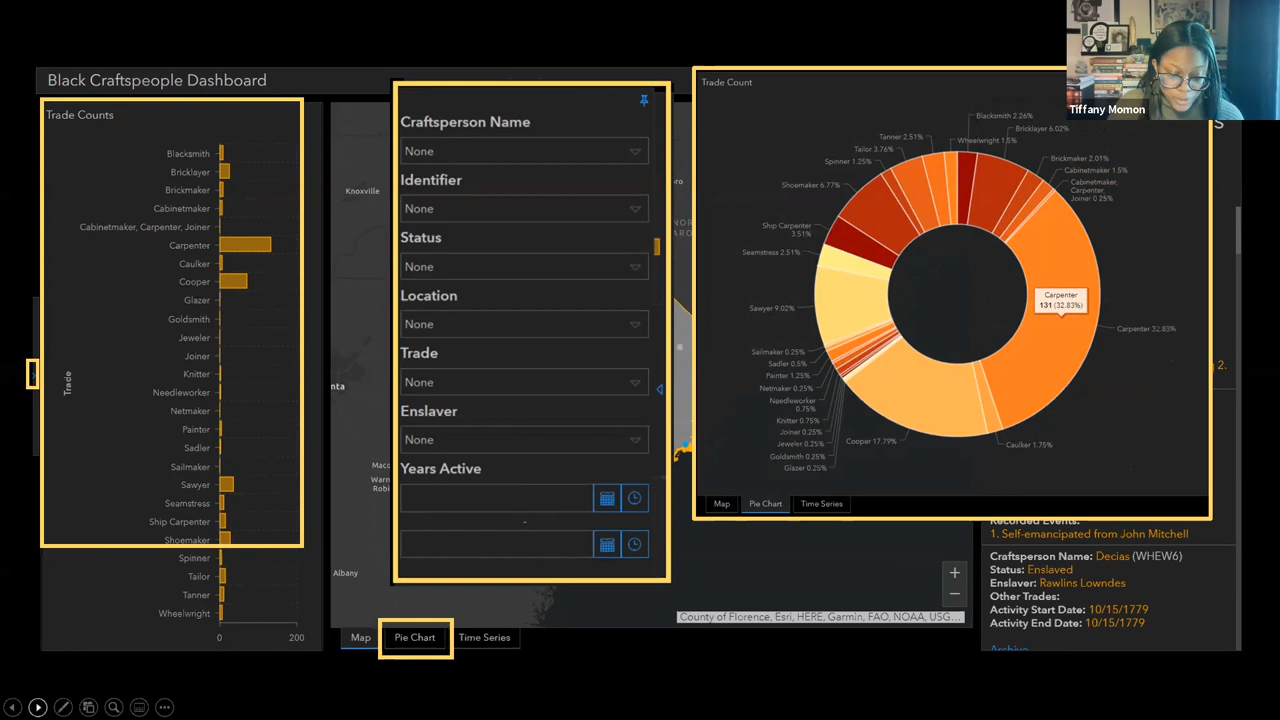 Tiffany Momon
Black Craftspeople Dashboard
Trade Counts
Blacksmith
Bricklayer
Brickmaker
Cabinetmaker
Cabinetmaker, Carpenter, Joiner
Carpenter
Caulker
Cooper
Glazer
Goldsmith
Jeweler
Joiner
Knitter
Needleworker
Netmaker
Painter
Sadler
Sailmaker
Sawyer
Seamstress
Ship Carpenter
Shoemaker
Spinner
Tailor
Tanner
Wheelwright
Trade
0
200
Knoxville
Albany
Craftsperson Name
None
Identifier
None
Status
None
Location
None
Trade
None
Enslaver
None
Years Active
-
Trade Count
Blacksmith 2.26%
Bricklayer 6.02%
Wheelwright 1.5%
Tanner 2.51%
Tailor 3.76%
Spinner 1.25%
Shoemaker 6.77%
Ship Carpenter
3.51%
Seamstress 2.51%
Sawyer 9.02%
Sailmaker 0.25%
Sadler 0.5%
Painter 1.25%
Netmaker 0.25%
Needleworker
0.75%
Knitter 0.75%
Joiner 0.25%
Jeweler 0.25%
Goldsmith 0.25%
Glazer 0.25%
Cooper 17.79%
Caulker 1.75%
Carpenter 32.83%
Carpenter
131 (32.83%)
Brickmaker 2.01%
Cabinetmaker 1.5%
Cabinetmaker,
Carpenter,
Joiner 0.25%
Map Pie Chart Time Series
2.
Recorded Events:
1. Self-emancipated from John Mitchell
Craftsperson Name: Decias (WHEW6)
Status: Enslaved
Enslaver: Rawlins Lowndes
Other Trades:
Activity Start Date: 10/15/1779
Activity End Date: 10/15/1779
Archive
+
−
County of Florence, Esri, HERE, Garmin, FAO, NOAA, USG...
Map Pie Chart Time Series